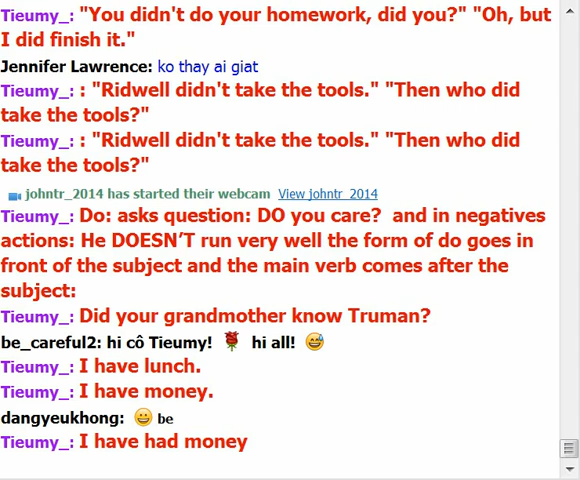 Tieumy_: "You didn't do your homework, did you?" "Oh, but
I did finish it."
Jennifer Lawrence: ko thay ai giat
Tieumy_: : "Ridwell didn't take the tools." "Then who did
take the tools?"
Tieumy_: : "Ridwell didn't take the tools." "Then who did
take the tools?"
johntr_2014 has started their webcam View johntr_2014
Tieumy_: Do: asks question: DO you care? and in negatives
actions: He DOESN’T run very well the form of do goes in
front of the subject and the main verb comes after the
subject:
Tieumy_: Did your grandmother know Truman?
be_careful2: hi cô Tieumy! 🌹 hi all! 😅
Tieumy_: I have lunch.
Tieumy_: I have money.
dangyeukhong: 😀 be
Tieumy_: I have had money